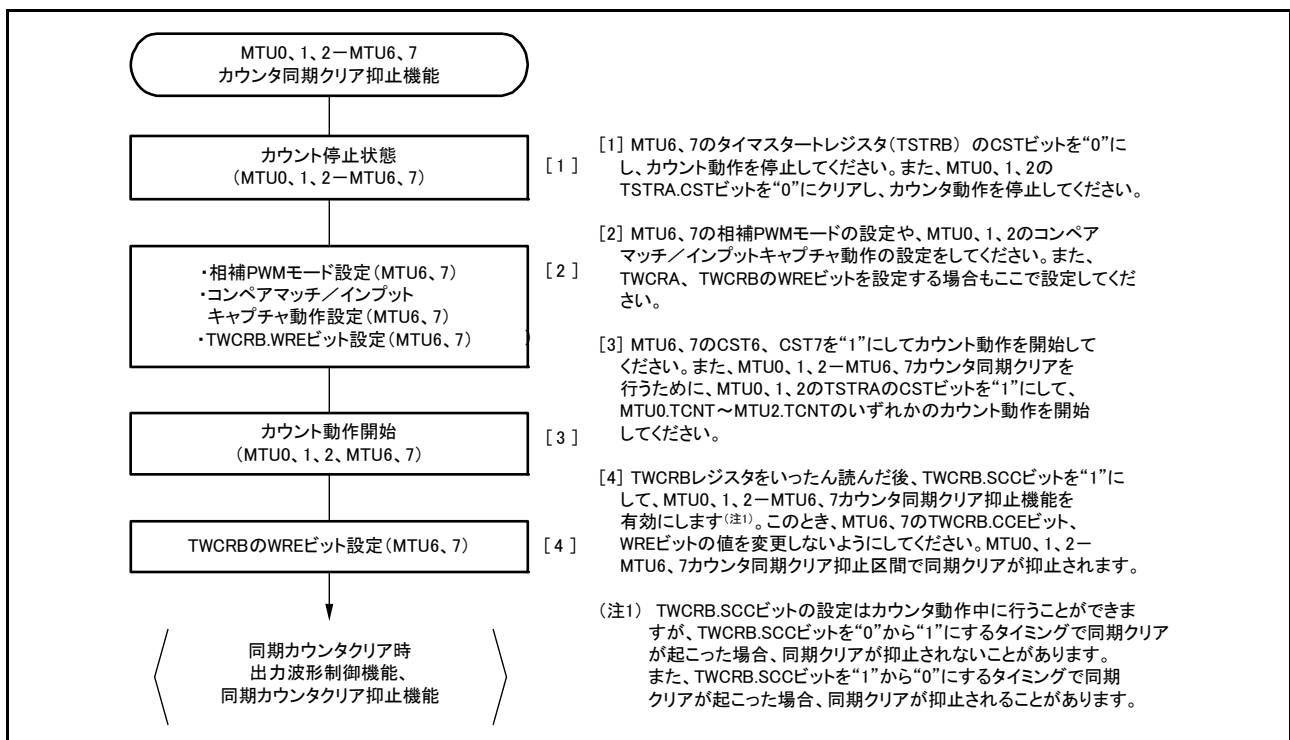 MTU0、1、2－MTU6、7
カウンタ同期クリア抑止機能
カウント停止状態
(MTU0、1、2－MTU6、7)
[1]
・相補PWMモード設定(MTU6、7)
・コンペアマッチ／インプット
キャプチャ動作設定(MTU6、7)
・TWCRB.WREビット設定(MTU6、7)
)
[2]
カウント動作開始
(MTU0、1、2、MTU6、7)
[3]
TWCRBのWREビット設定(MTU6、7)
[4]
同期カウンタクリア時
出力波形制御機能、
同期カウンタクリア抑止機能
[1] MTU6、7のタイマスタートレジスタ(TSTRB) のCSTビットを“0”に
し、カウント動作を停止してください。また、MTU0、1、2の
TSTRA.CSTビットを“0”にクリアし、カウンタ動作を停止してください。
[2] MTU6、7の相補PWMモードの設定や、MTU0、1、2のコンペア
マッチ／インプットキャプチャ動作の設定をしてください。また、
TWCRA、 TWCRBのWREビットを設定する場合もここで設定してくだ
さい。
[3] MTU6、7のCST6、 CST7を“1”にしてカウント動作を開始して
ください。また、MTU0、1、2－MTU6、7カウンタ同期クリアを
行うために、MTU0、1、2のTSTRAのCSTビットを“1”にして、
MTU0.TCNT～MTU2.TCNTのいずれかのカウント動作を開始
してください。
[4] TWCRBレジスタをいったん読んだ後、TWCRB.SCCビットを“1”に
して、MTU0、1、2－MTU6、7カウンタ同期クリア抑止機能を
有効にします(注1)。このとき、MTU6、7のTWCRB.CCEビット、
WREビットの値を変更しないようにしてください。MTU0、1、2－
MTU6、7カウンタ同期クリア抑止区間で同期クリアが抑止されます。
(注1) TWCRB.SCCビットの設定はカウンタ動作中に行うことができま
すが、TWCRB.SCCビットを“0”から“1”にするタイミングで同期クリア
が起こった場合、同期クリアが抑止されないことがあります。
また、TWCRB.SCCビットを“1”から“0”にするタイミングで同期
クリアが起こった場合、同期クリアが抑止されることがあります。